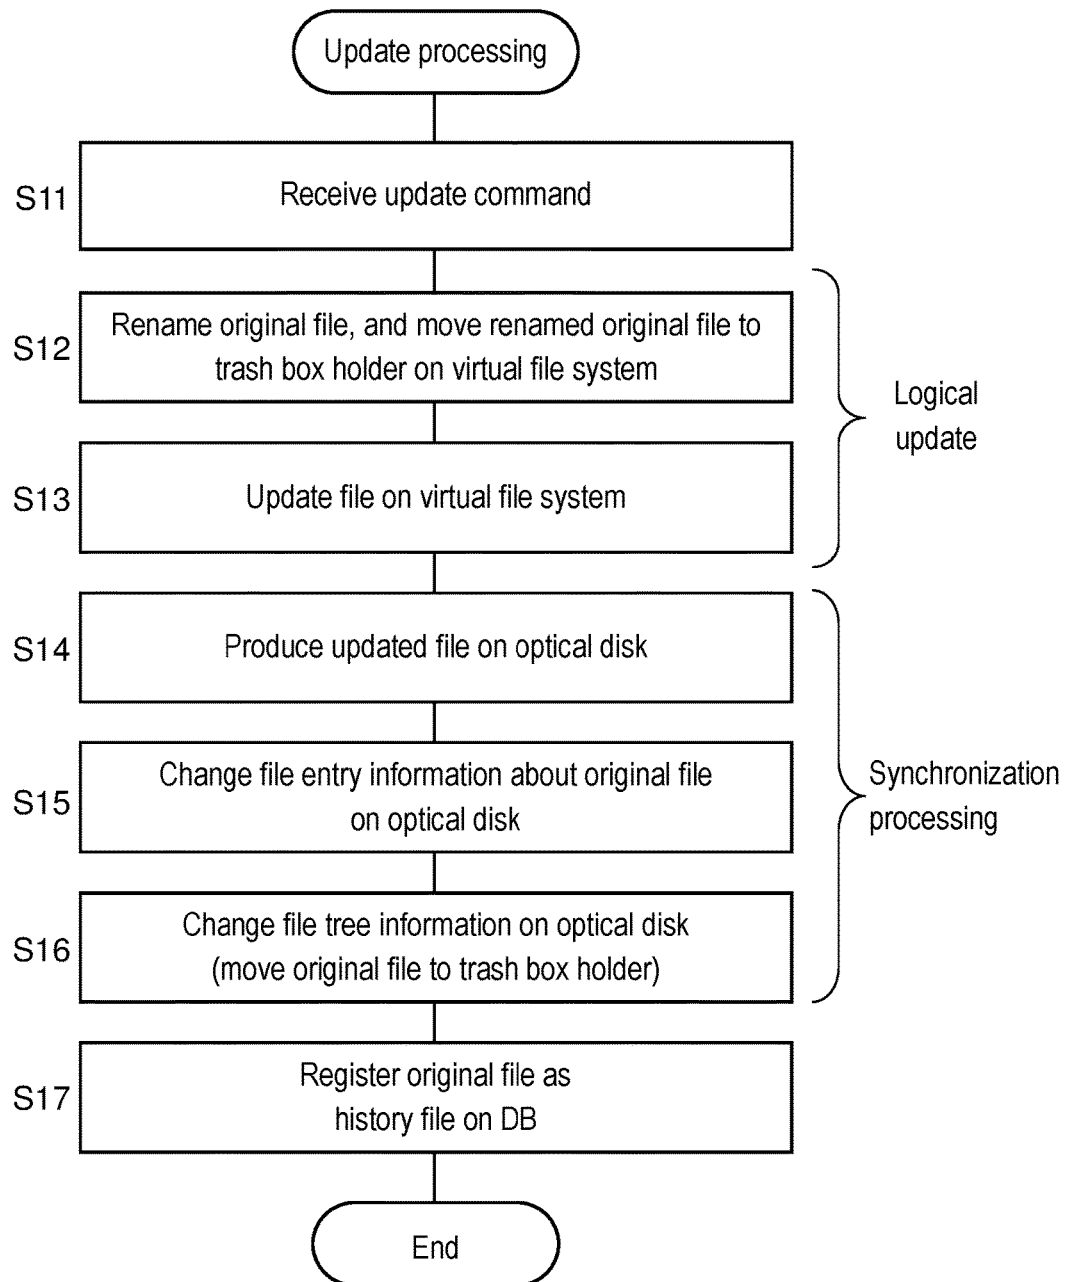 Update processing
S11
Receive update command
S12
Rename original file, and move renamed original file to
trash box holder on virtual file system
Logical
update
S13
Update file on virtual file system
S14
Produce updated file on optical disk
S15
Change file entry information about original file
on optical disk
Synchronization
processing
S16
Change file tree information on optical disk
(move original file to trash box holder)
S17
Register original file as
history file on DB
End